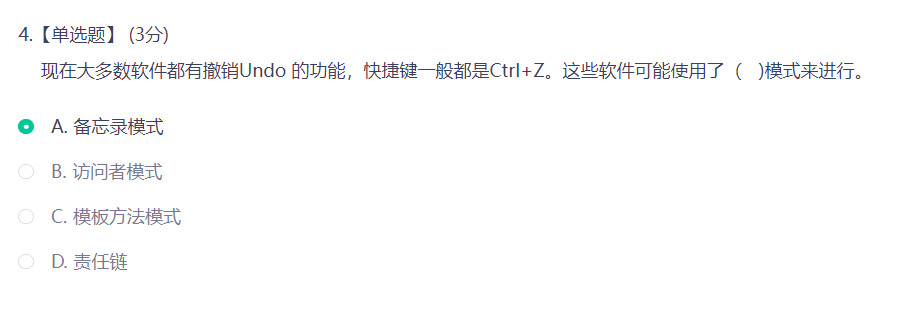 4.【单选题】 (3分)
现在大多数软件都有撤销Undo 的功能，快捷键一般都是Ctrl+Z。这些软件可能使用了（ )模式来进行。
A. 备忘录模式
B. 访问者模式
C. 模板方法模式
D. 责任链